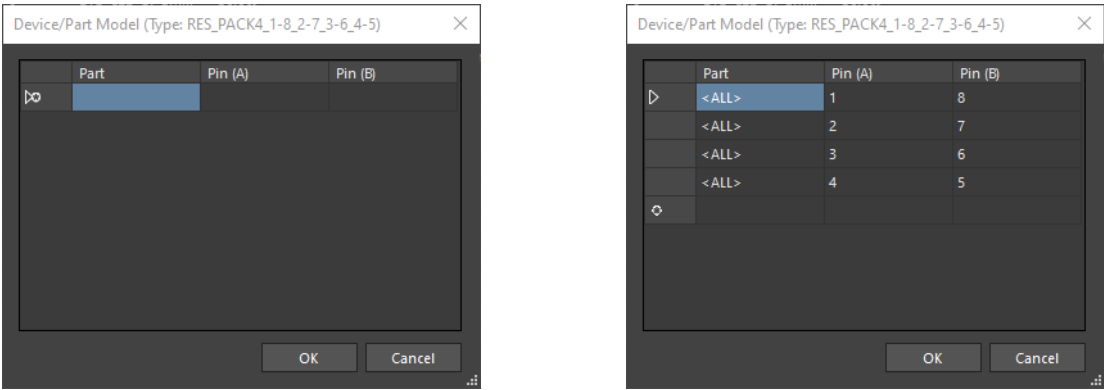 Device/Part Model (Type: RES_PACK4_1-8_2-7_3-6_4-5)
Part Pin (A) Pin (B)
OK Cancel
Device/Part Model (Type: RES_PACK4_1-8_2-7_3-6_4-5)
Part Pin (A) Pin (B)
<ALL> 1 8
<ALL> 2 7
<ALL> 3 6
<ALL> 4 5
OK Cancel